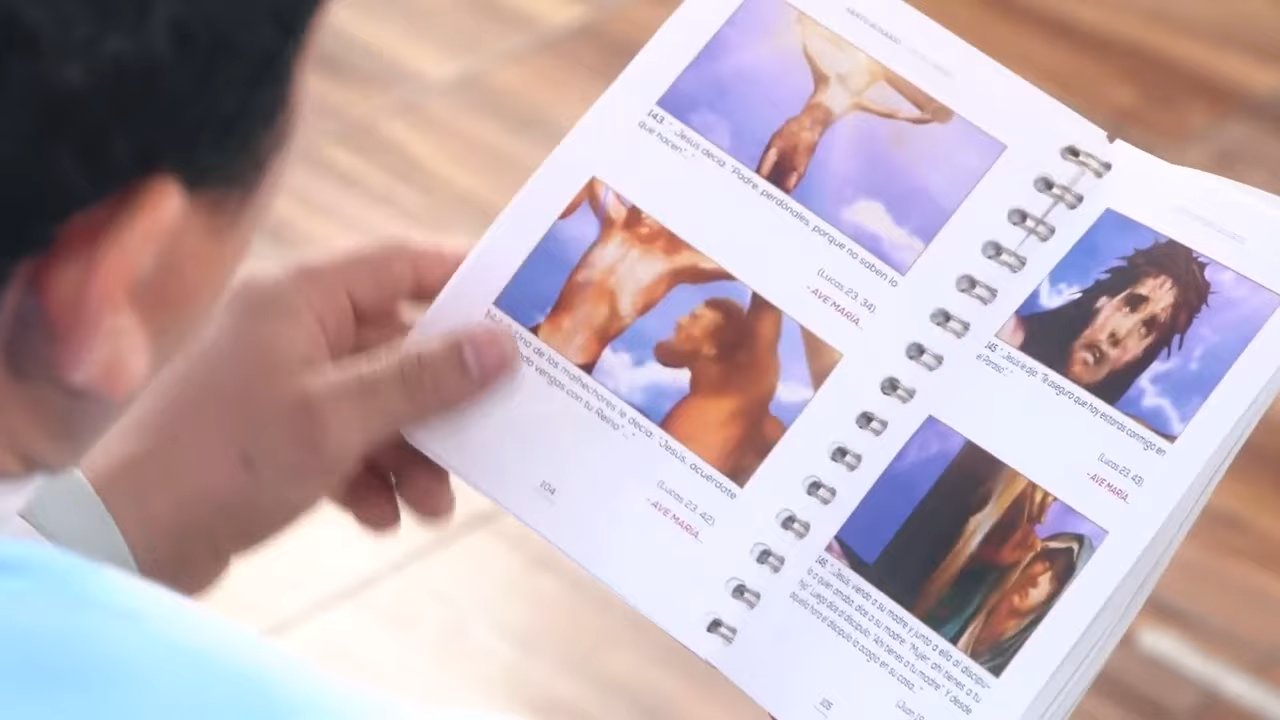 143. "...Jesús decía: "Padre, perdónales, porque no saben lo
que hacen"..."
(Lucas 23, 34).
- AVE MARÍA...
de los malhechores le decía: "Jesús, acuérdate
vengas con tu Reino"..."
(Lucas 23, 42).
- AVE MARÍA...
104
145. "...Jesús le dijo: "Te aseguro que hoy estarás conmigo en
el Paraíso"..."
(Lucas 23, 43)
- AVE MARÍA...
146. "...Jesús, viendo a su madre y junto a ella al discípu-
lo a quien amaba, dice a su madre: "Mujer, ahí tienes a tu
hijo". Luego dice al discípulo: "Ahí tienes a tu madre". Y desde
aquella hora el discípulo la acogió en su casa..."
(Juan 19
105